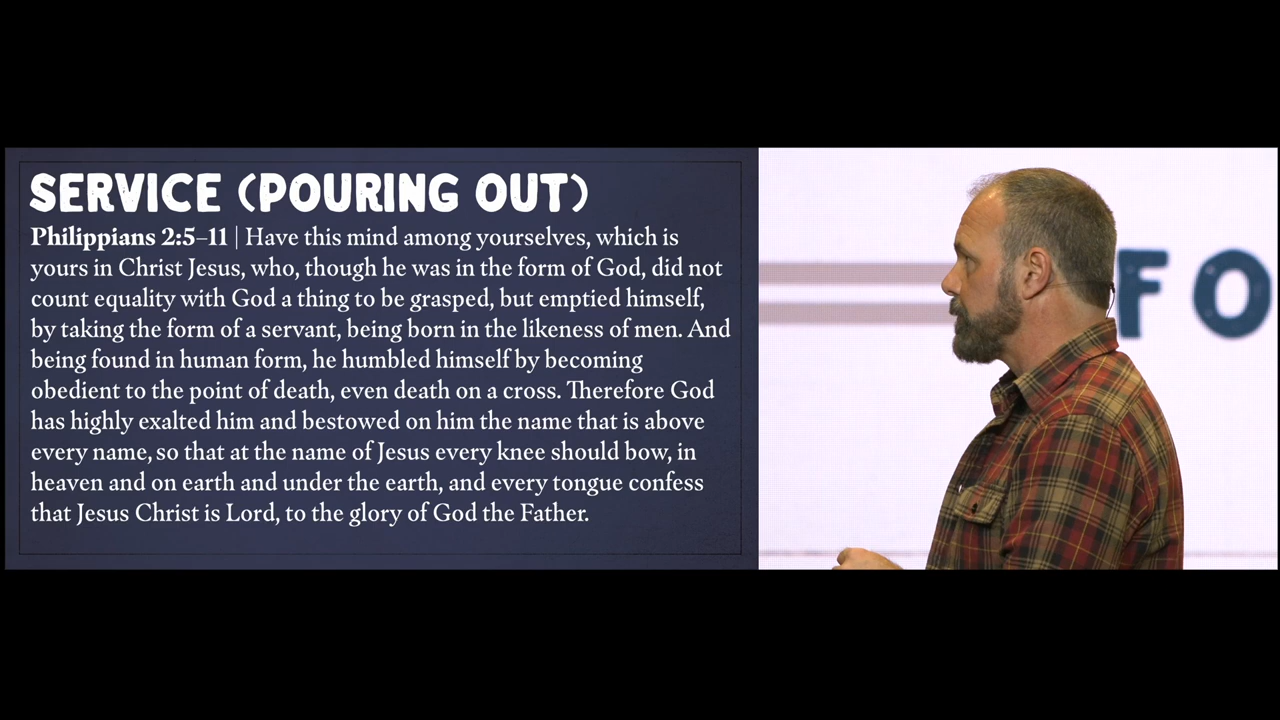 SERVICE (POURING OUT)
Philippians 2:5–11 | Have this mind among yourselves, which is
yours in Christ Jesus, who, though he was in the form of God, did not
count equality with God a thing to be grasped, but emptied himself,
by taking the form of a servant, being born in the likeness of men. And
being found in human form, he humbled himself by becoming
obedient to the point of death, even death on a cross. Therefore God
has highly exalted him and bestowed on him the name that is above
every name, so that at the name of Jesus every knee should bow, in
heaven and on earth and under the earth, and every tongue confess
that Jesus Christ is Lord, to the glory of God the Father.
FO